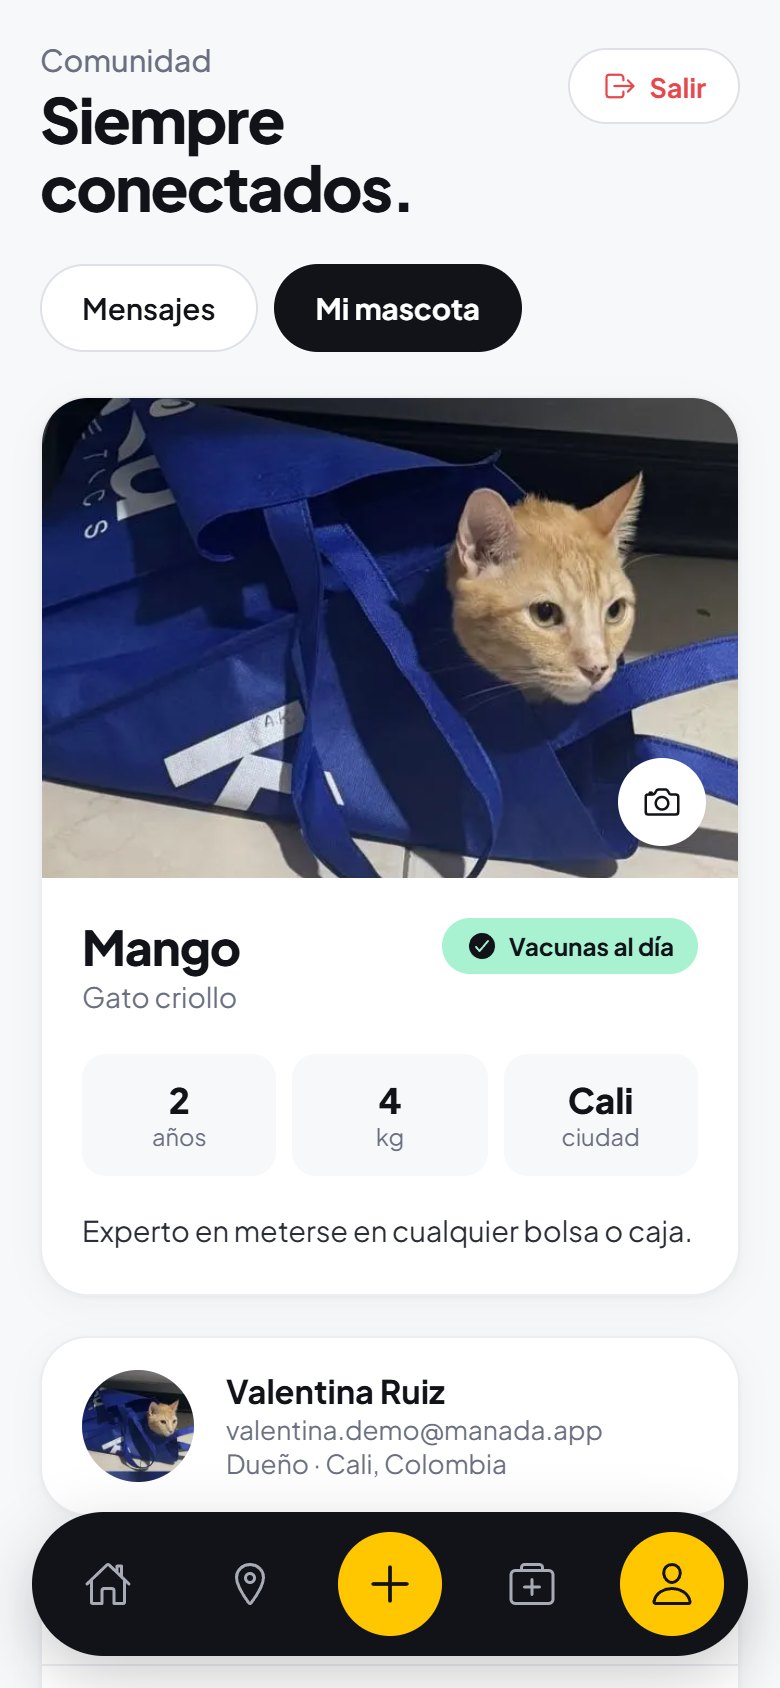 Comunidad
Siempre
conectados.
Salir
Mensajes
Mi mascota
ETICS
A.K.
K
Mango
Vacunas al día
Gato criollo
2
años
4
kg
Cali
ciudad
Experto en meterse en cualquier bolsa o caja.
Valentina Ruiz
valentina.demo@manada.app
Dueño · Cali, Colombia